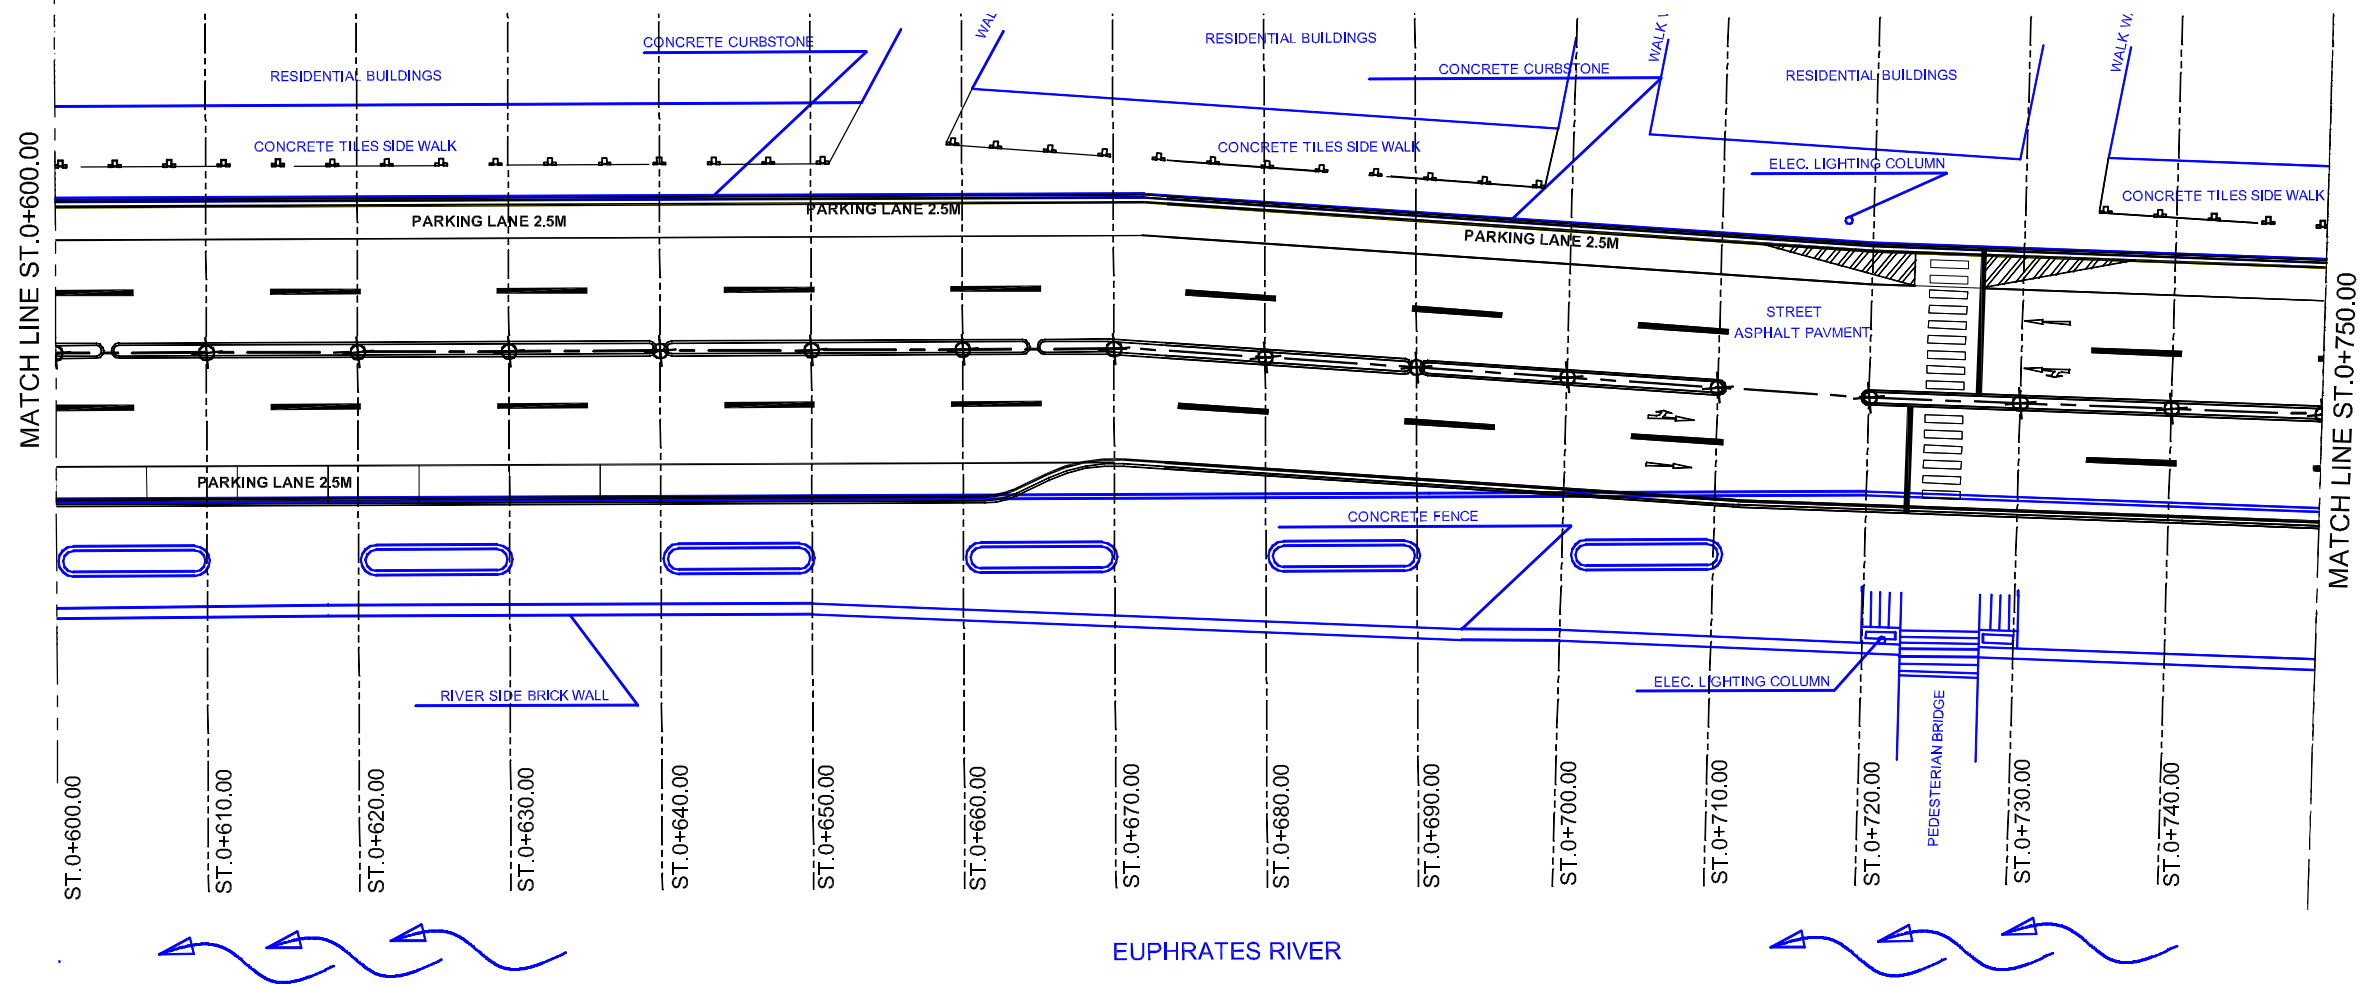 CONCRETE CURBSTONE
RESIDENTIAL BUILDINGS
RESIDENTIAL BUILDINGS
CONCRETE CURBSTONE
WALK
RESIDENTIAL BUILDINGS
WALK W
CONCRETE TILES SIDE WALK
CONCRETE TILES SIDE WALK
ELEC. LIGHTING COLUMN
CONCRETE TILES SIDE WALK
PARKING LANE 2.5M
PARKING LANE 2.5M
PARKING LANE 2.5M
MATCH LINE ST.0+600.00
STREET
ASPHALT PAVMENT
MATCH LINE ST.0+750.00
PARKING LANE 2.5M
CONCRETE FENCE
RIVER SIDE BRICK WALL
ELEC. LIGHTING COLUMN
PEDESTERIAN BRIDGE
ST.0+600.00
ST.0+610.00
ST.0+620.00
ST.0+630.00
ST.0+640.00
ST.0+650.00
ST.0+660.00
ST.0+670.00
ST.0+680.00
ST.0+690.00
ST.0+700.00
ST.0+710.00
ST.0+720.00
ST.0+730.00
ST.0+740.00
EUPHRATES RIVER